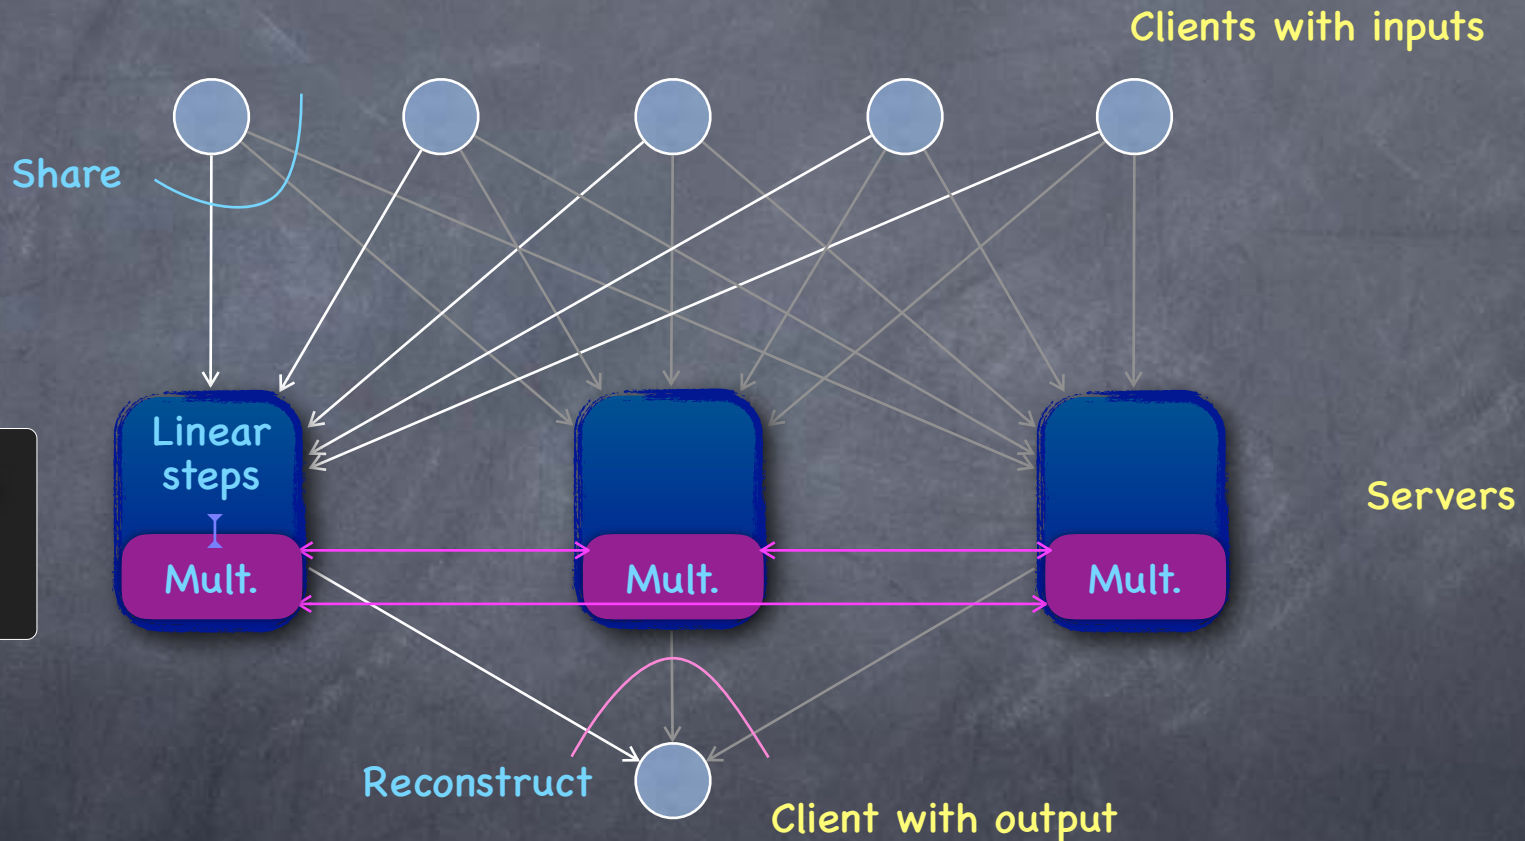 Clients with inputs
Share
Linear
steps
Servers
Mult.
Mult.
Mult.
Reconstruct
Client with output